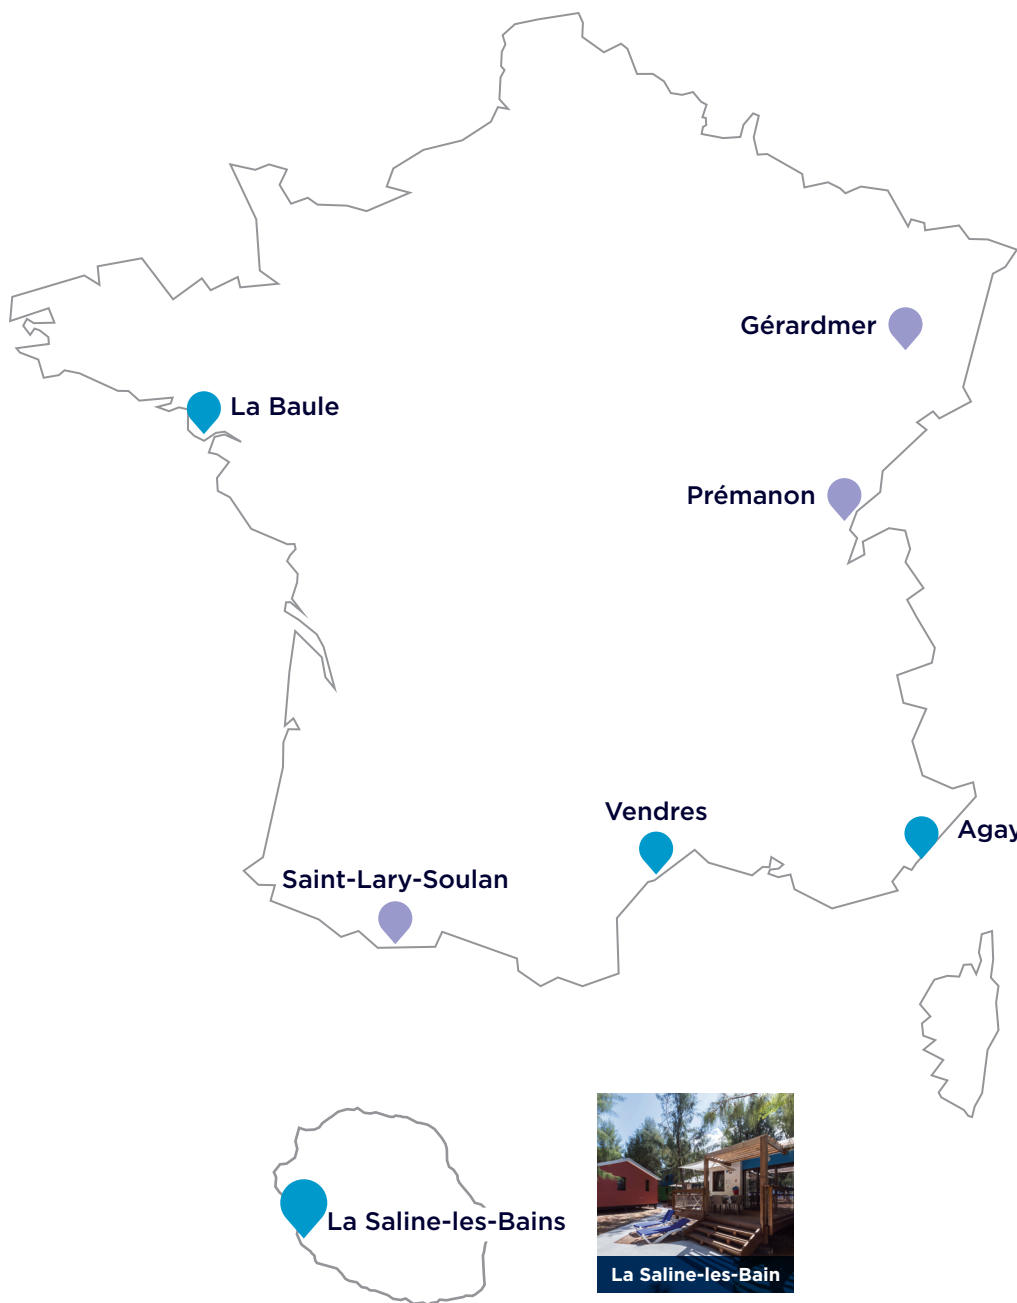 Gérardmer
La Baule
Prémanon
Vendres
Agay
Saint-Lary-Soulan
La Saline-les-Bains
La Saline-les-Bain